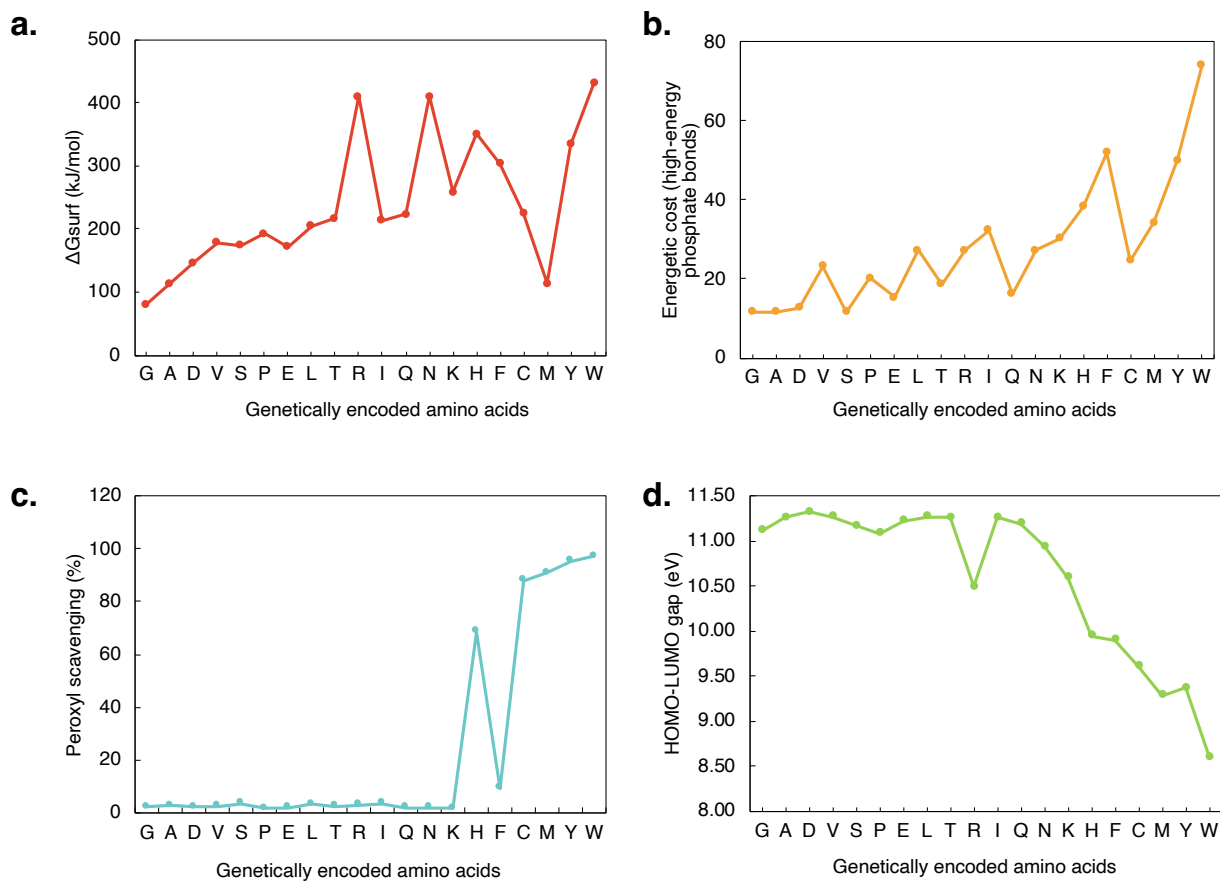 a.
ΔGsurf (kJ/mol)
500
400
300
200
100
0
G A D V S P E L T R I Q N K H F C M Y W
Genetically encoded amino acids
b.
Energetic cost (high-energy
phosphate bonds)
80
60
40
20
0
G A D V S P E L T R I Q N K H F C M Y W
Genetically encoded amino acids
c.
Peroxyl scavenging (%)
120
100
80
60
40
20
0
G A D V S P E L T R I Q N K H F C M Y W
Genetically encoded amino acids
d.
HOMO-LUMO gap (eV)
11.50
11.00
10.50
10.00
9.50
9.00
8.50
8.00
G A D V S P E L T R I Q N K H F C M Y W
Genetically encoded amino acids